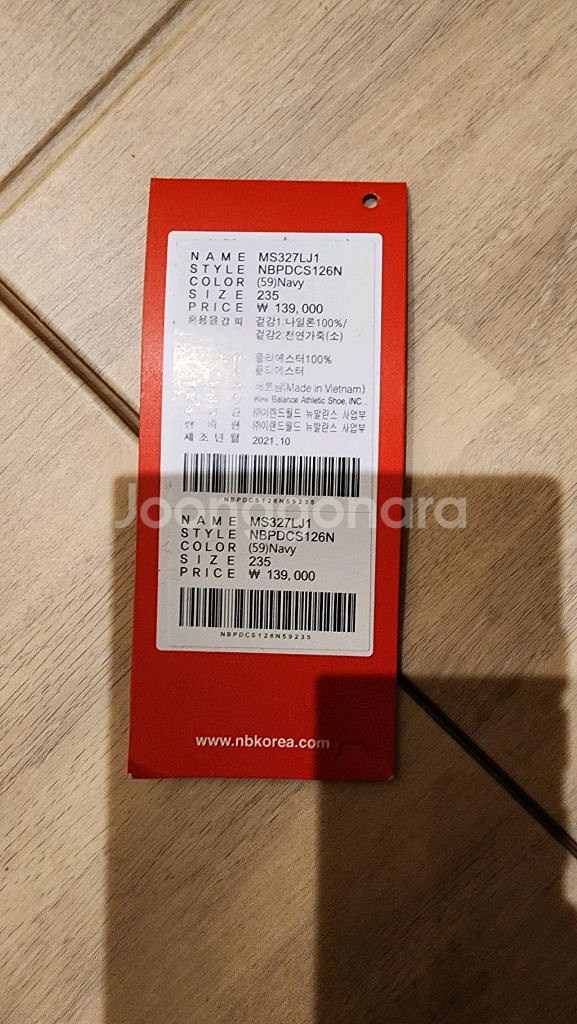 NAME MS327LJ1
STYLE NBPDCS126N
COLOR (59)Navy
SIZE 235
PRICE ₩ 139,000
겉감1:나일론100%/
겉감2:천연가죽(소)
폴리에스터100%
폴리에스터
베트남(Made in Vietnam)
New Balance Athletic Shoe, INC.,
㈜이랜드월드 뉴발란스 사업부
㈜이랜드월드 뉴발란스 사업부
제조년월 2021.10
NBPDCS126N59235
Joonggonara
NAME MS327LJ1
STYLE NBPDCS126N
COLOR (59)Navy
SIZE 235
PRICE ₩ 139,000
NBPDCS126N59235
www.nbkorea.com